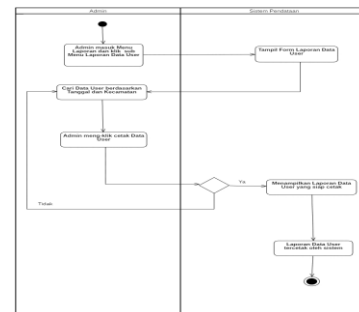 Admin
Sistem Pendataan
Admin masuk Menu
Laporan dan klik sub
Menu Laporan Data User
Tampil Form Laporan Data
User
Cari Data User berdasarkan
Tanggal dan Kecamatan
Admin meng-klik cetak Data
User
Ya
Menampilkan Laporan Data
User yang siap cetak
Tidak
Laporan Data User
tercetak oleh sistem